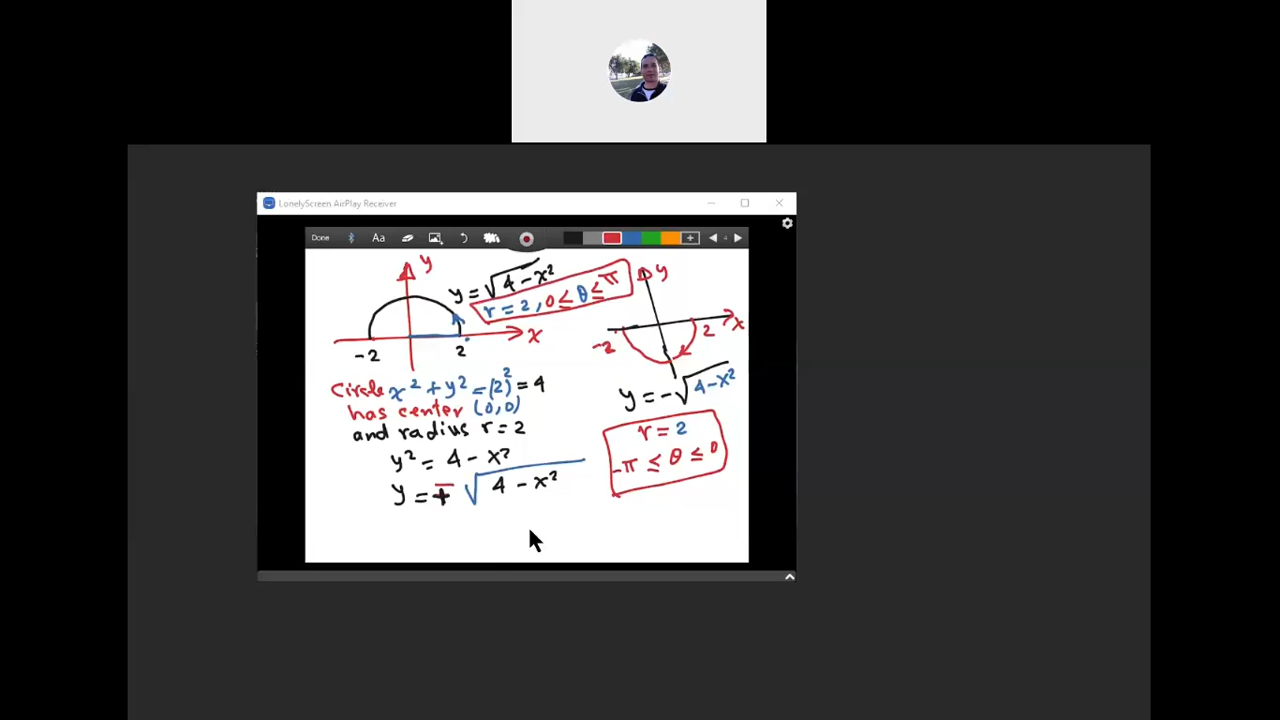 LonelyScreen AirPlay Receiver
Done
Aa
4
y
y = √4 - x²
r = 2, 0 ≤ θ ≤ π
x
-2
2
Circle x² + y² = (2)² = 4
has center (0,0)
and radius r = 2
y² = 4 - x²
y = ∓ √4 - x²
y
x
-2
2
y = -√4 - x²
r = 2
-π ≤ θ ≤ 0